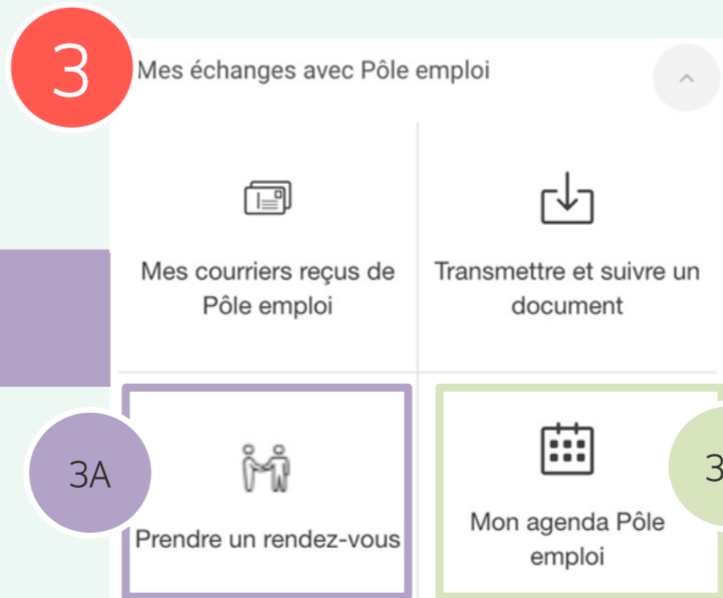 3
Mes échanges avec Pôle emploi
Mes courriers reçus de
Pôle emploi
Transmettre et suivre un
document
3A
Prendre un rendez-vous
Mon agenda Pôle
emploi
3